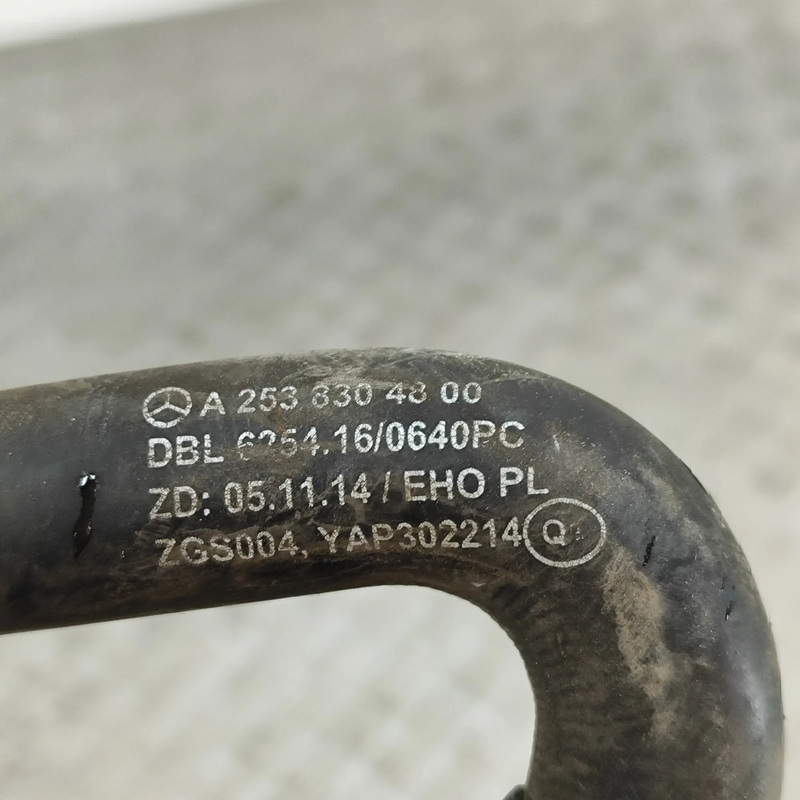 A 253 830 48 00
DBL 6254.16/0640PC
ZD: 05.11.14 / EHO PL
ZGS004, YAP302214 Q